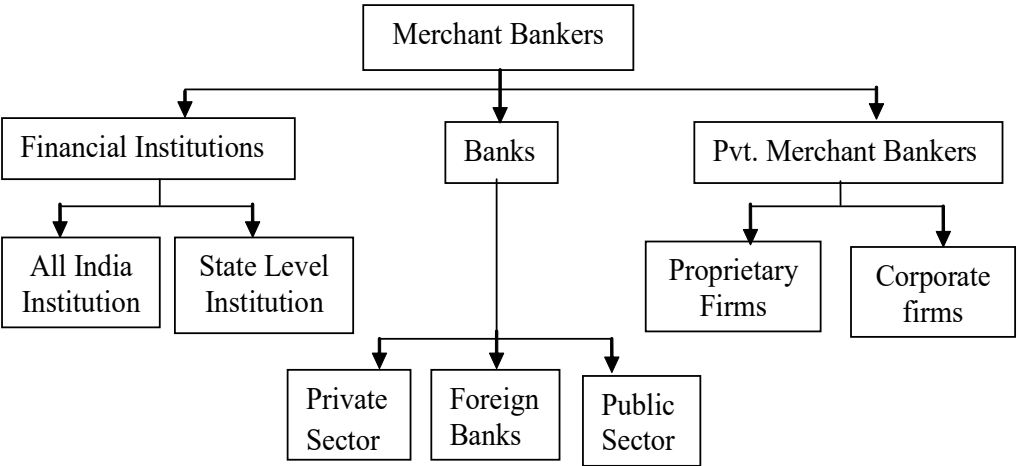 Merchant Bankers
Financial Institutions
Banks
Pvt. Merchant Bankers
All India
Institution
State Level
Institution
Proprietary
Firms
Corporate
firms
Private
Sector
Foreign
Banks
Public
Sector